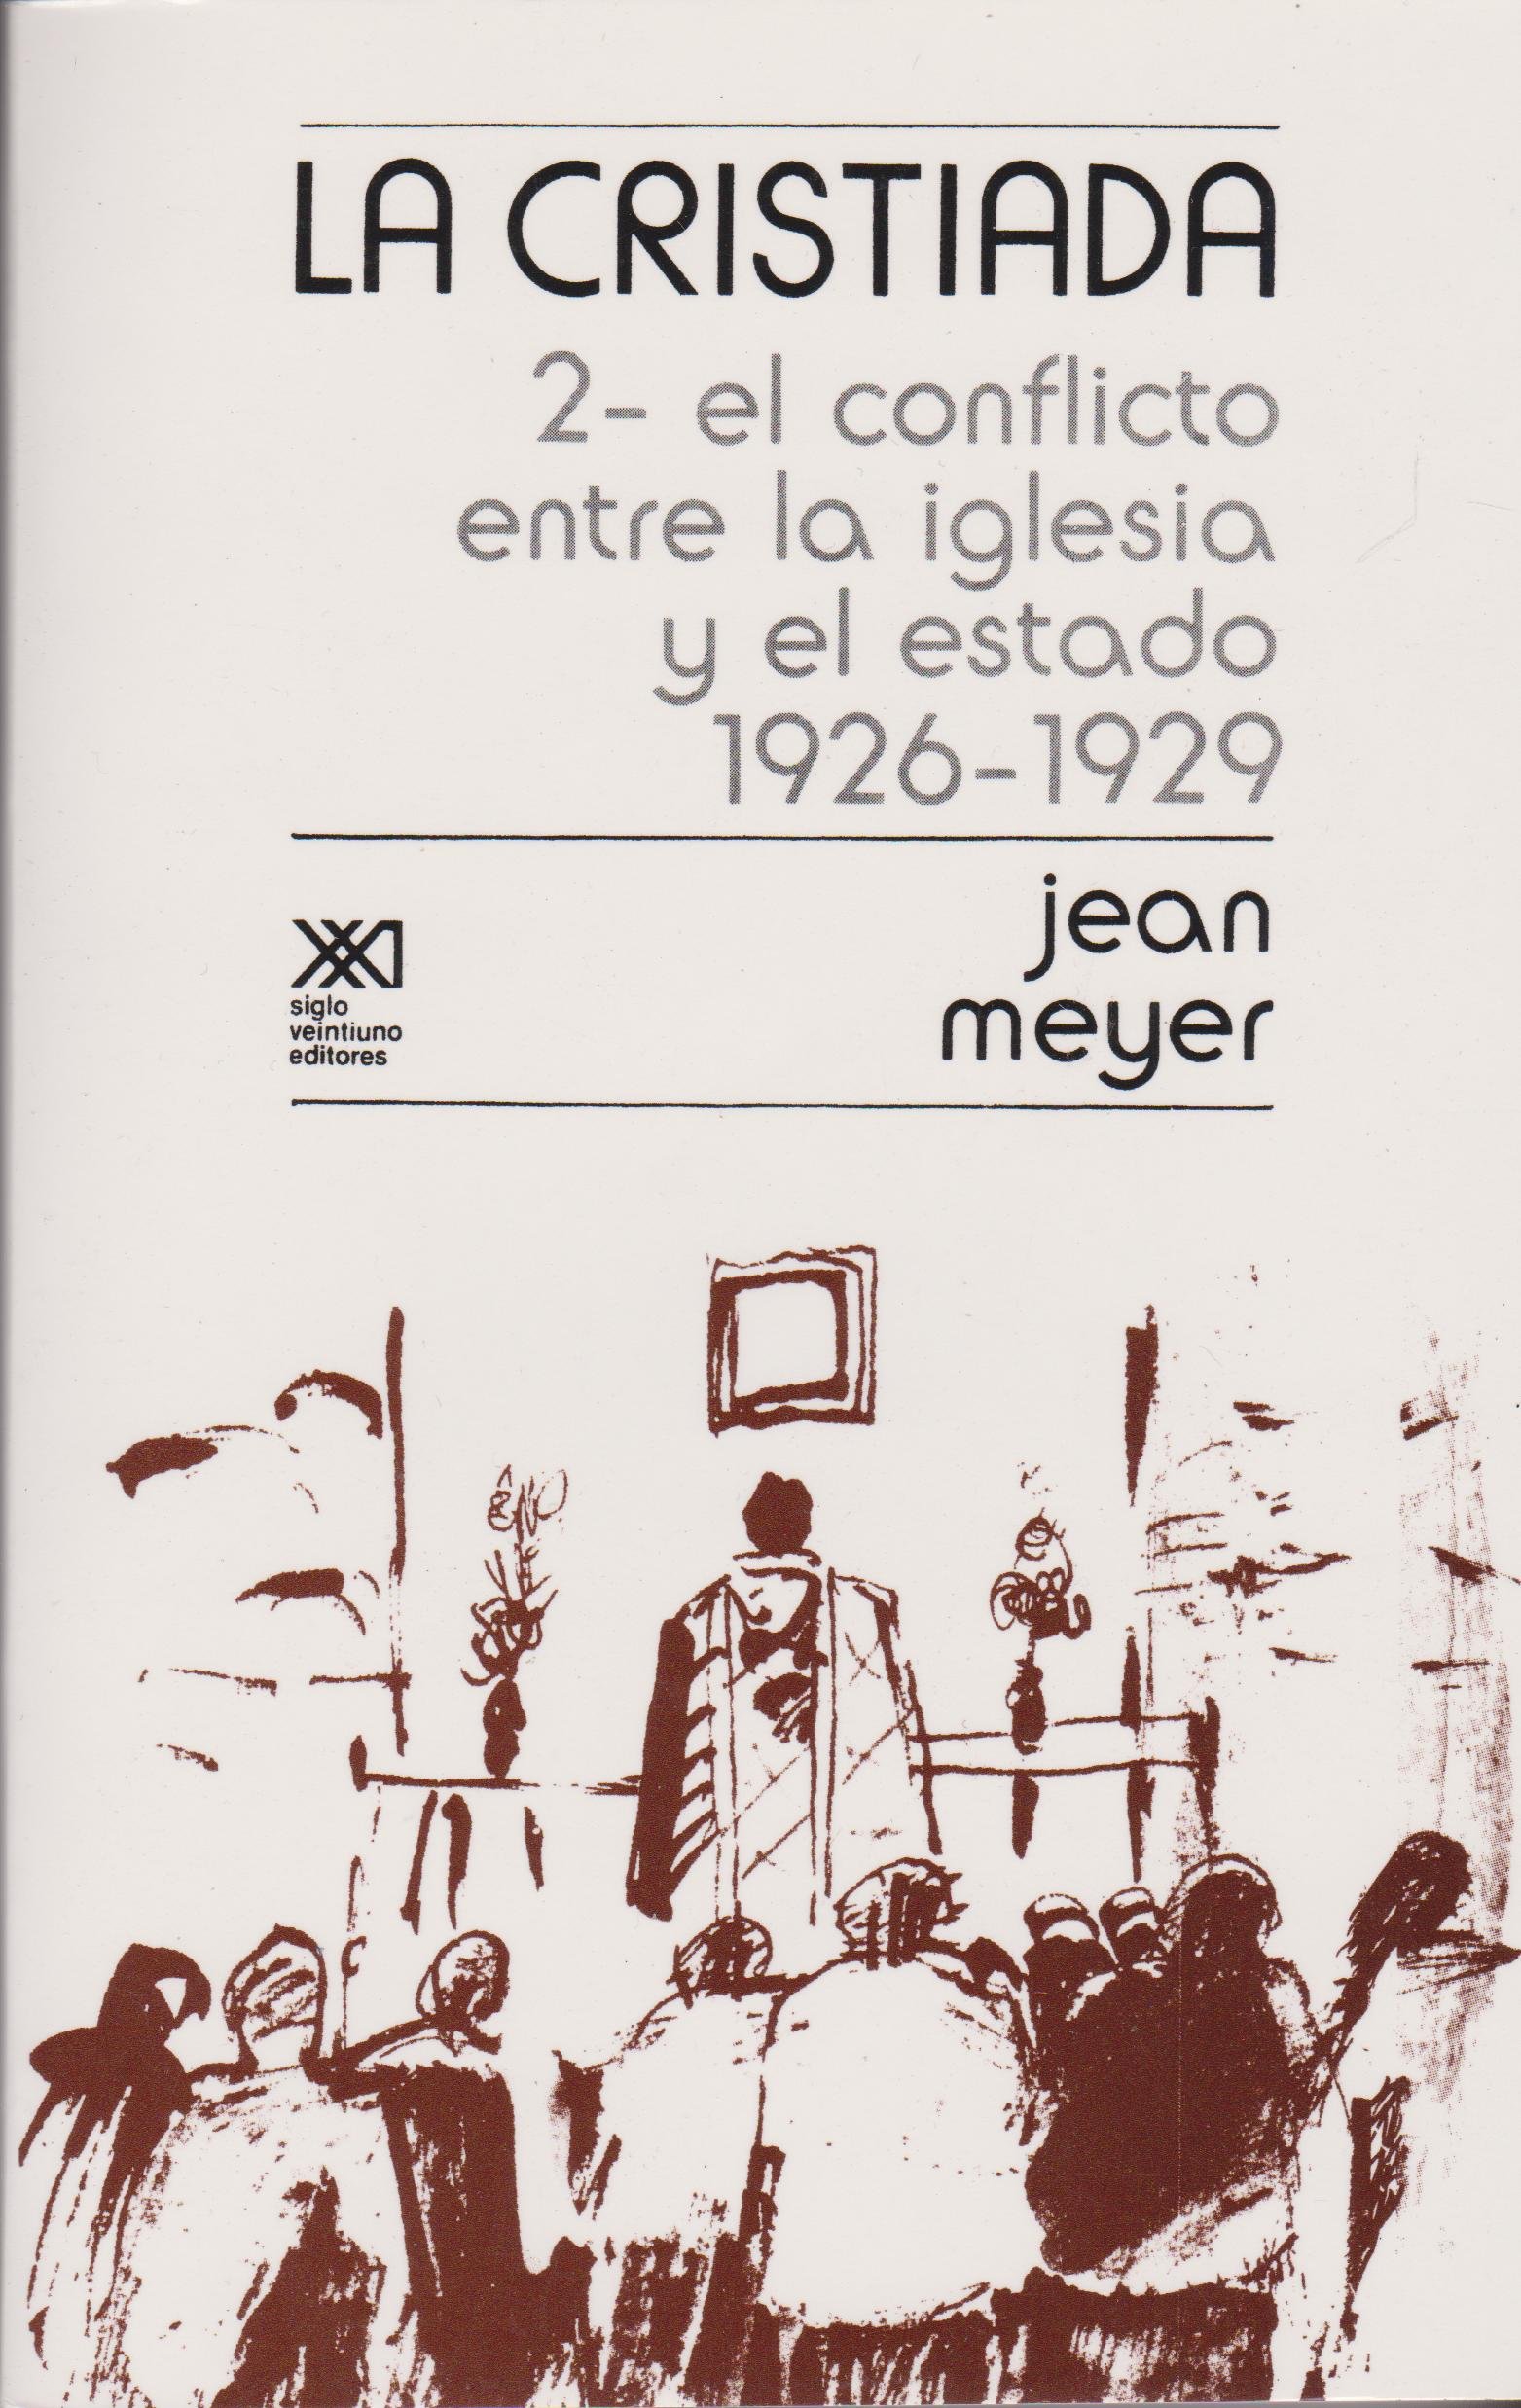 LA CRISTIADA
2- el conflicto
entre la iglesia
y el estado
1926-1929
jean
meyer
siglo
veintiuno
editores